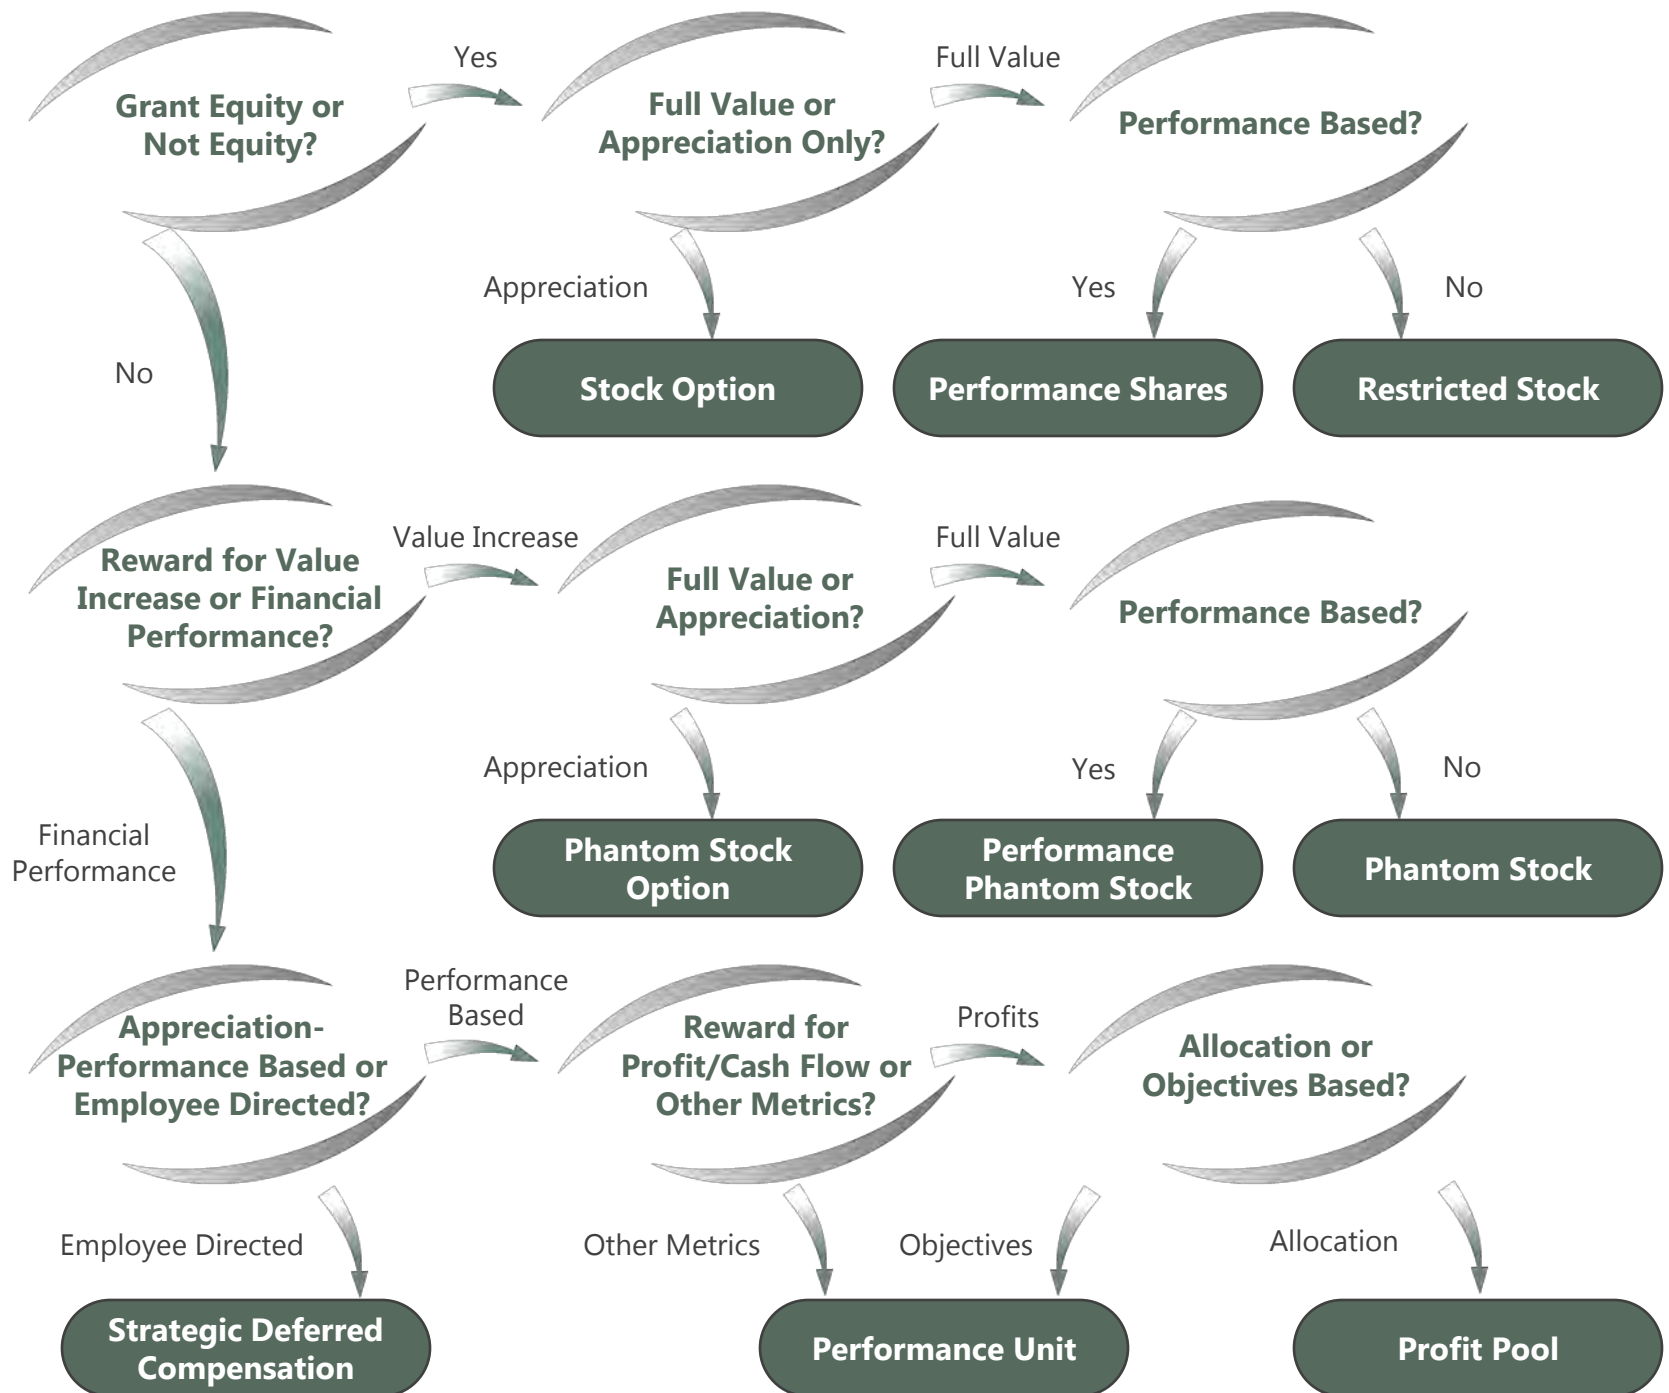 Yes
Full Value
Grant Equity or
Not Equity?
Full Value or
Appreciation Only?
Performance Based?
Appreciation
Yes
No
No
Stock Option
Performance Shares
Restricted Stock
Value Increase
Full Value
Reward for Value
Increase or Financial
Performance?
Full Value or
Appreciation?
Performance Based?
Appreciation
Yes
No
Financial
Performance
Phantom Stock
Option
Performance
Phantom Stock
Phantom Stock
Performance
Based
Profits
Appreciation-
Performance Based or
Employee Directed?
Reward for
Profit/Cash Flow or
Other Metrics?
Allocation or
Objectives Based?
Employee Directed
Other Metrics
Objectives
Allocation
Strategic Deferred
Compensation
Performance Unit
Profit Pool